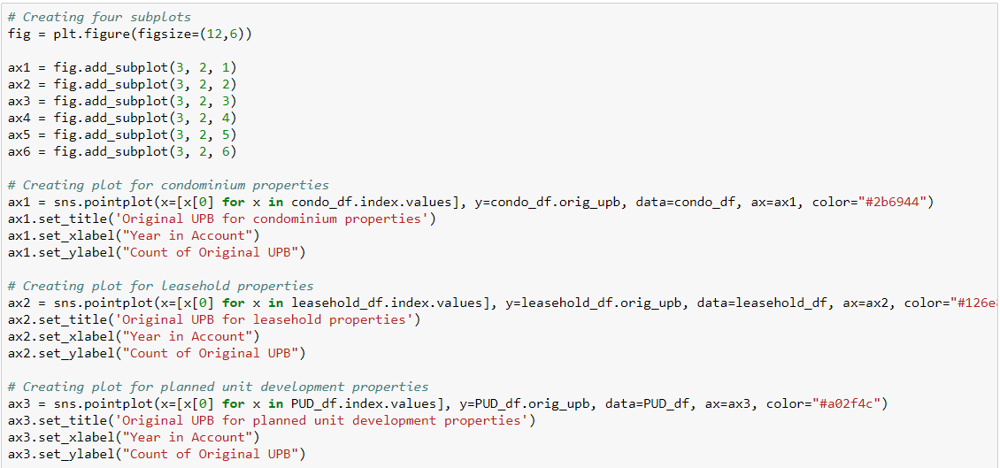 # Creating four subplots
fig = plt.figure(figsize=(12,6))
ax1 = fig.add_subplot(3, 2, 1)
ax2 = fig.add_subplot(3, 2, 2)
ax3 = fig.add_subplot(3, 2, 3)
ax4 = fig.add_subplot(3, 2, 4)
ax5 = fig.add_subplot(3, 2, 5)
ax6 = fig.add_subplot(3, 2, 6)
# Creating plot for condominium properties
ax1 = sns.pointplot(x=[x[0] for x in condo_df.index.values], y=condo_df.orig_upb, data=condo_df, ax=ax1, color="#2b6944")
ax1.set_title('Original UPB for condominium properties')
ax1.set_xlabel("Year in Account")
ax1.set_ylabel("Count of Original UPB")
# Creating plot for leasehold properties
ax2 = sns.pointplot(x=[x[0] for x in leasehold_df.index.values], y=leasehold_df.orig_upb, data=leasehold_df, ax=ax2, color="#126e
ax2.set_title('Original UPB for leasehold properties')
ax2.set_xlabel("Year in Account")
ax2.set_ylabel("Count of Original UPB")
# Creating plot for planned unit development properties
ax3 = sns.pointplot(x=[x[0] for x in PUD_df.index.values], y=PUD_df.orig_upb, data=PUD_df, ax=ax3, color="#a02f4c")
ax3.set_title('Original UPB for planned unit development properties')
ax3.set_xlabel("Year in Account")
ax3.set_ylabel("Count of Original UPB")